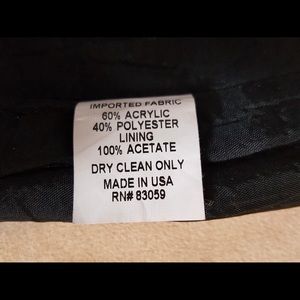 IMPORTED FABRIC
60% ACRYLIC
40% POLYESTER
LINING
100% ACETATE
DRY CLEAN ONLY
MADE IN USA
RN# 83059